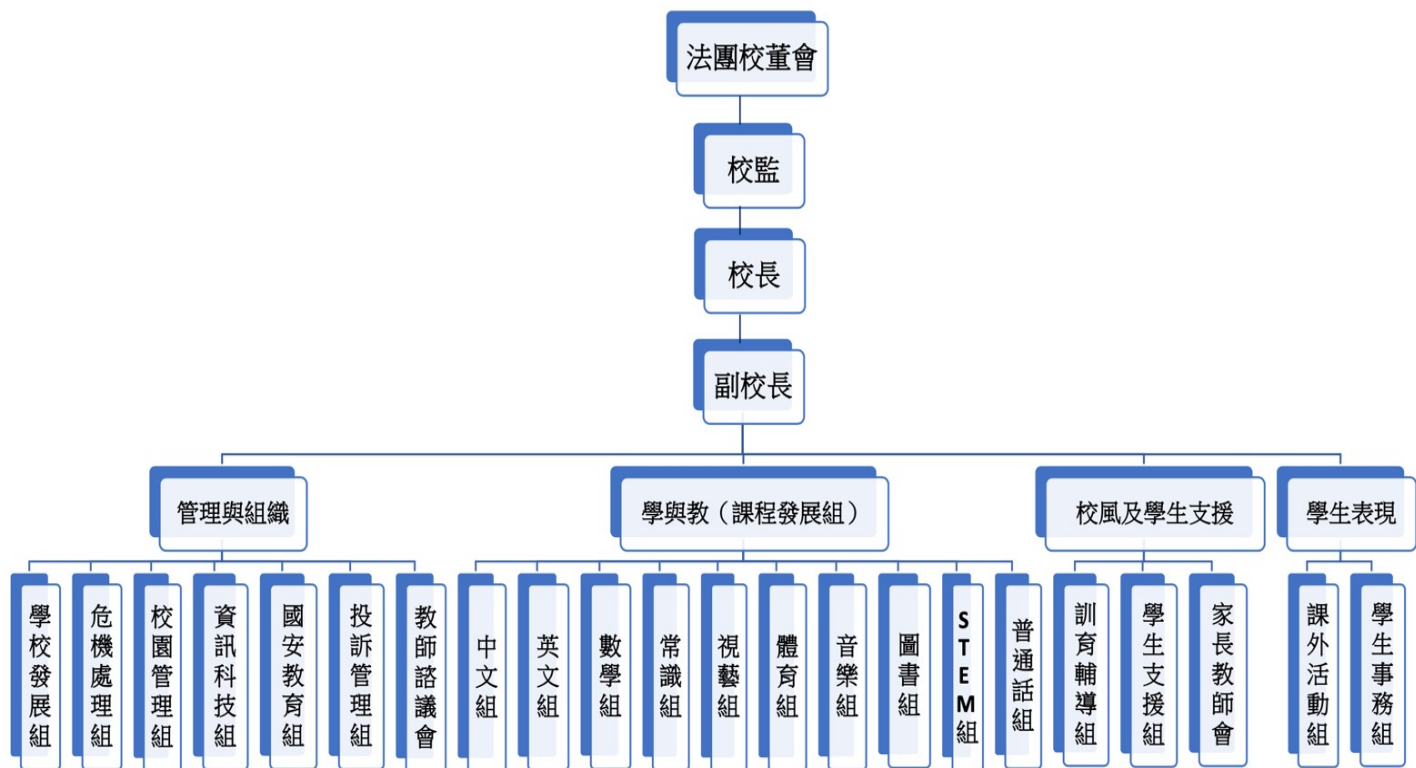 法團校董會
校監
校長
副校長
管理與組織
學與教（課程發展組）
校風及學生支援
學生表現
學校發展組
危機處理組
校園管理組
資訊科技組
國安教育組
投訴管理組
教師諮議會
中文組
英文組
數學組
常識組
視藝組
體育組
音樂組
圖書組
STEM組
普通話組
訓育輔導組
學生支援組
家長教師會
課外活動組
學生事務組